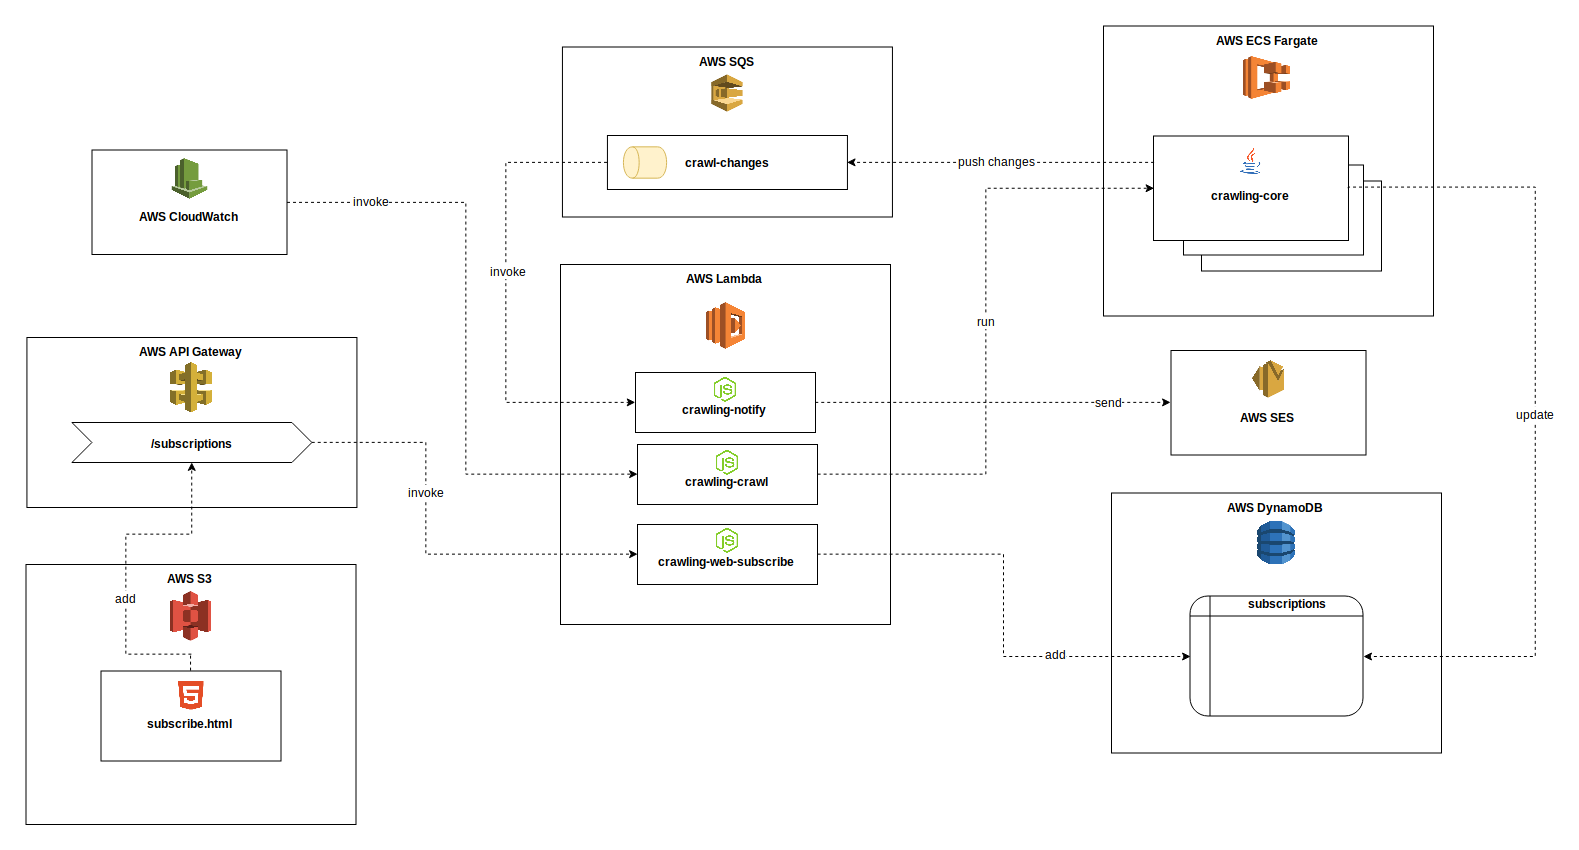 AWS ECS Fargate
AWS SQS
crawl-changes
push changes
crawling-core
AWS CloudWatch
invoke
invoke
AWS Lambda
run
AWS API Gateway
/subscriptions
crawling-notify
send
AWS SES
update
crawling-crawl
invoke
crawling-web-subscribe
AWS DynamoDB
AWS S3
add
subscriptions
add
subscribe.html